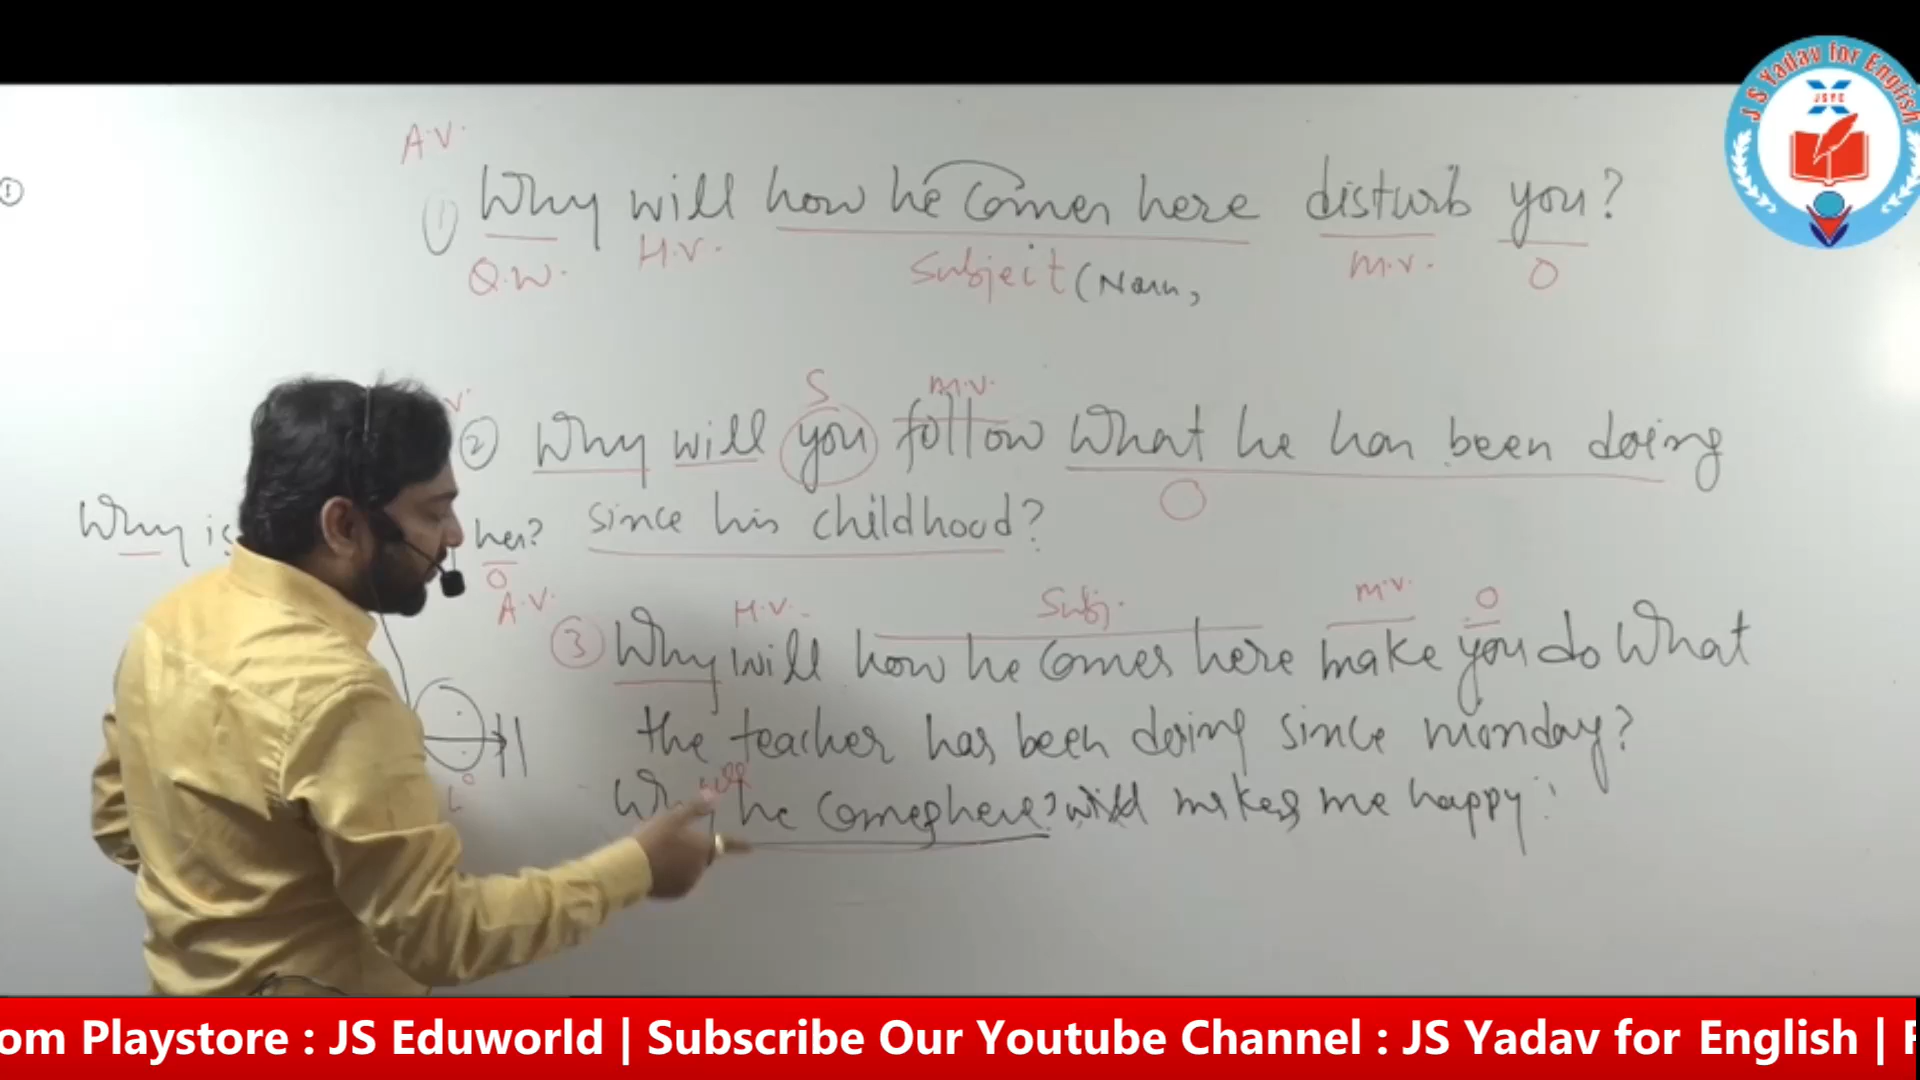 J S Yadav for English
JSYC
A.V.
① Why will how he comes here disturb you?
Q.W. H.V. Subject (Noun, M.V. O
S M.V.
② Why will you follow What he has been doing
O
since his childhood?
Why is her?
O
A.V. H.V. Subj. M.V. O
③ Why will how he comes here make you do What
the teacher has been doing since monday?
will
Why he comes here makes me happy
om Playstore : JS Eduworld | Subscribe Our Youtube Channel : JS Yadav for English |